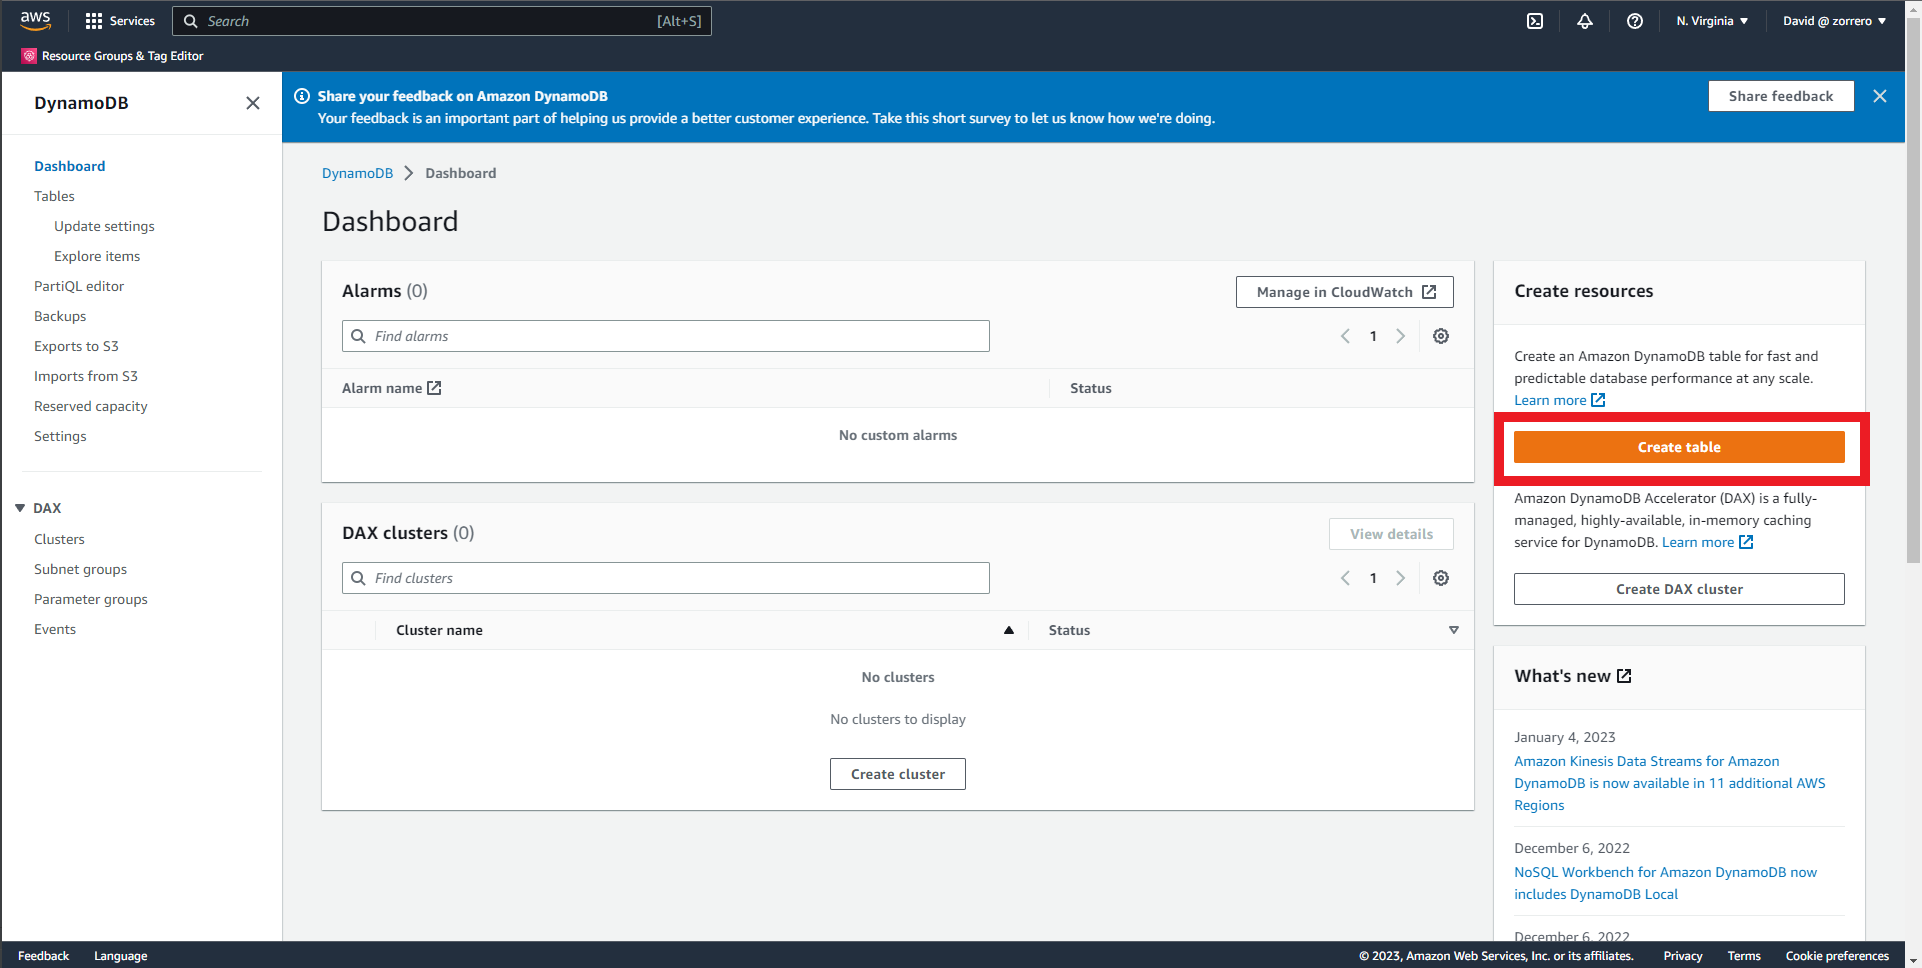 aws
Services
Search
[Alt+S]
N. Virginia
David @ zorrero
Resource Groups & Tag Editor
DynamoDB
Dashboard
Tables
Update settings
Explore items
PartiQL editor
Backups
Exports to S3
Imports from S3
Reserved capacity
Settings
DAX
Clusters
Subnet groups
Parameter groups
Events
Share your feedback on Amazon DynamoDB
Your feedback is an important part of helping us provide a better customer experience. Take this short survey to let us know how we're doing.
Share feedback
DynamoDB
Dashboard
Dashboard
Alarms (0)
Manage in CloudWatch
Find alarms
1
Alarm name
Status
No custom alarms
DAX clusters (0)
View details
Find clusters
1
Cluster name
Status
No clusters
No clusters to display
Create cluster
Create resources
Create an Amazon DynamoDB table for fast and
predictable database performance at any scale.
Learn more
Create table
Amazon DynamoDB Accelerator (DAX) is a fully-
managed, highly-available, in-memory caching
service for DynamoDB. Learn more
Create DAX cluster
What's new
January 4, 2023
Amazon Kinesis Data Streams for Amazon
DynamoDB is now available in 11 additional AWS
Regions
December 6, 2022
NoSQL Workbench for Amazon DynamoDB now
includes DynamoDB Local
December 6, 2022
Feedback
Language
© 2023, Amazon Web Services, Inc. or its affiliates.
Privacy
Terms
Cookie preferences